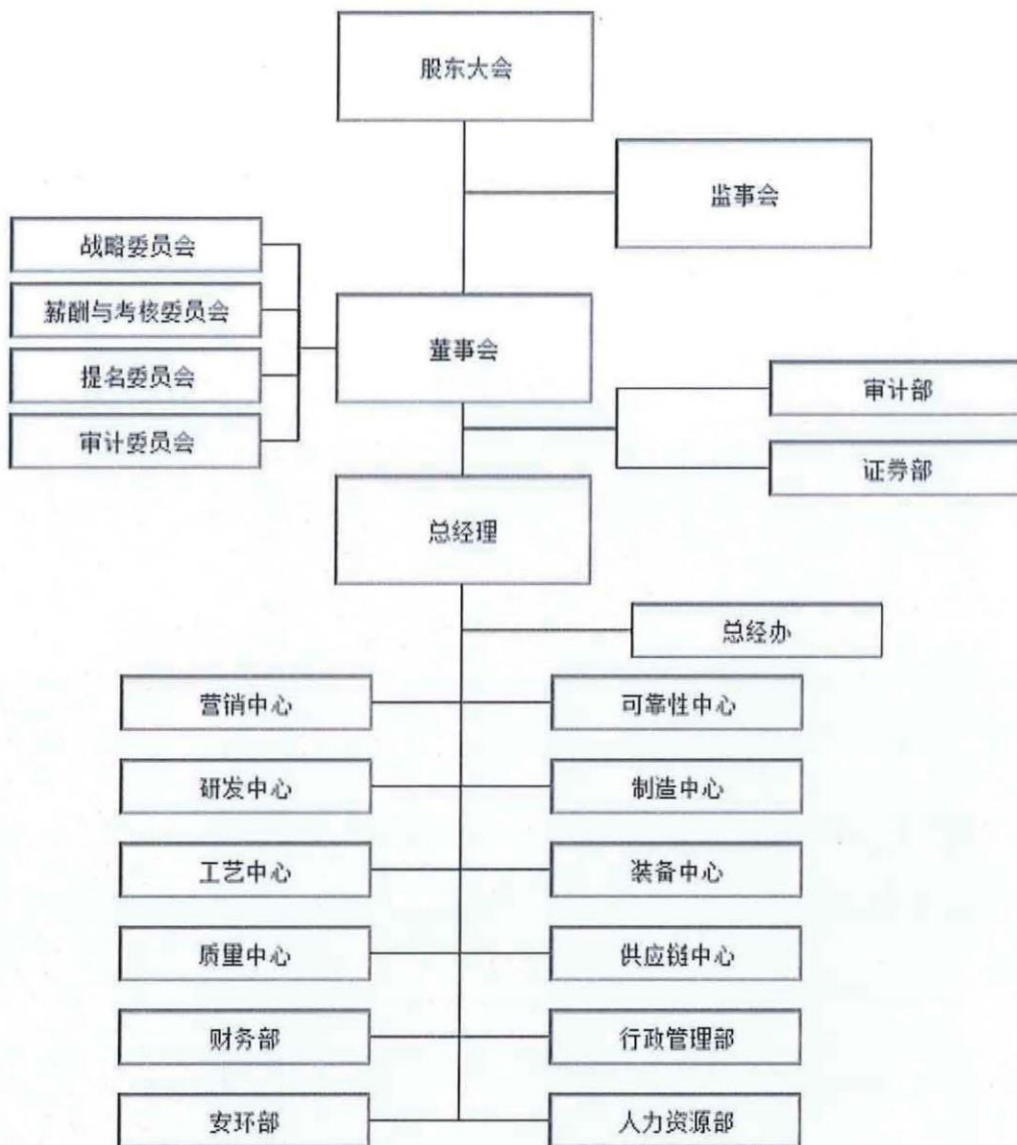 股东大会
监事会
战略委员会
薪酬与考核委员会
提名委员会
审计委员会
董事会
审计部
证券部
总经理
总经办
营销中心
可靠性中心
研发中心
制造中心
工艺中心
装备中心
质量中心
供应链中心
财务部
行政管理部
安环部
人力资源部